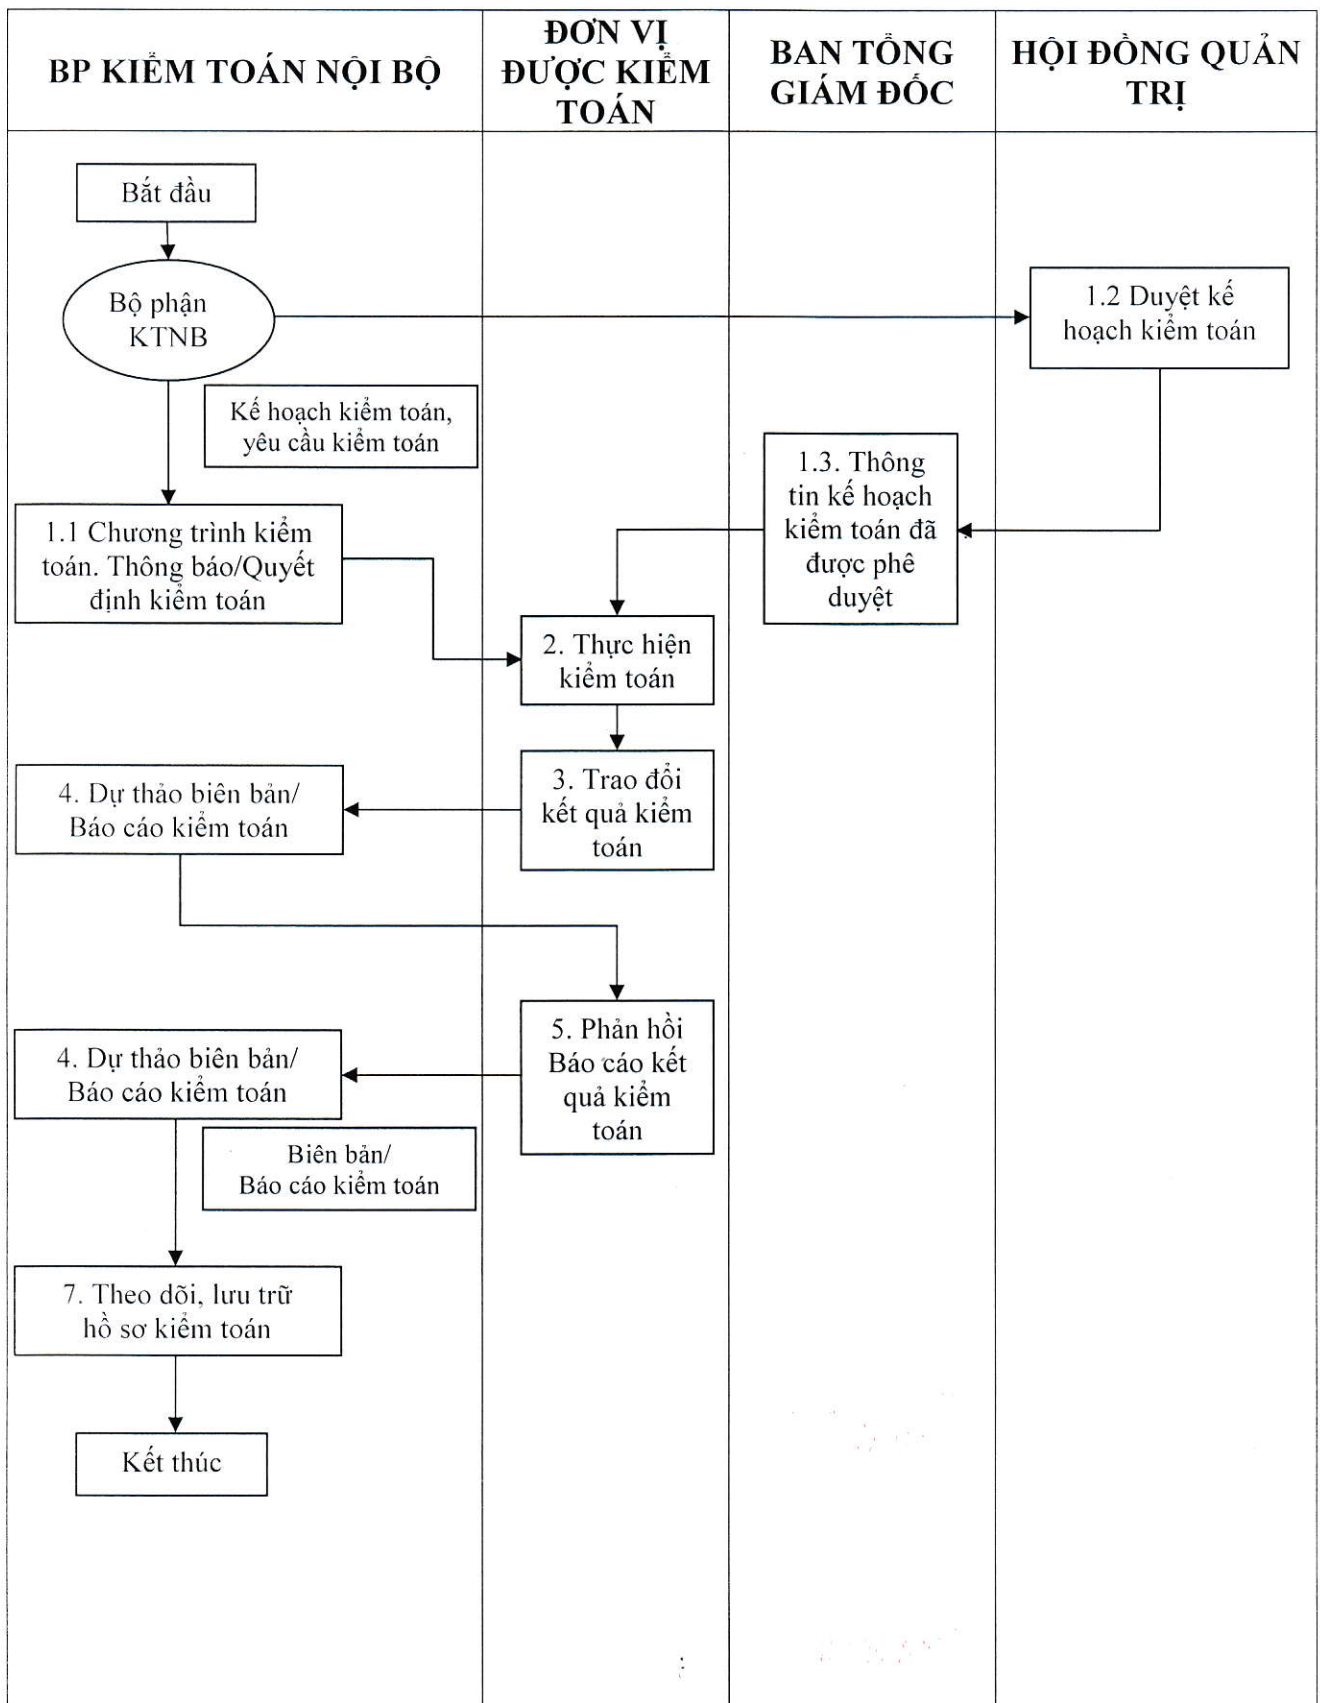 BP KIỂM TOÁN NỘI BỘ
ĐƠN VỊ
ĐƯỢC KIỂM
TOÁN
BAN TỔNG
GIÁM ĐỐC
HỘI ĐỒNG QUẢN
TRỊ
Bắt đầu
Bộ phận
KTNB
1.2 Duyệt kế
hoạch kiểm toán
Kế hoạch kiểm toán,
yêu cầu kiểm toán
1.3. Thông
tin kế hoạch
kiểm toán đã
được phê
duyệt
1.1 Chương trình kiểm
toán. Thông báo/Quyết
định kiểm toán
2. Thực hiện
kiểm toán
3. Trao đổi
kết quả kiểm
toán
4. Dự thảo biên bản/
Báo cáo kiểm toán
5. Phản hồi
Báo cáo kết
quả kiểm
toán
4. Dự thảo biên bản/
Báo cáo kiểm toán
Biên bản/
Báo cáo kiểm toán
7. Theo dõi, lưu trữ
hồ sơ kiểm toán
Kết thúc